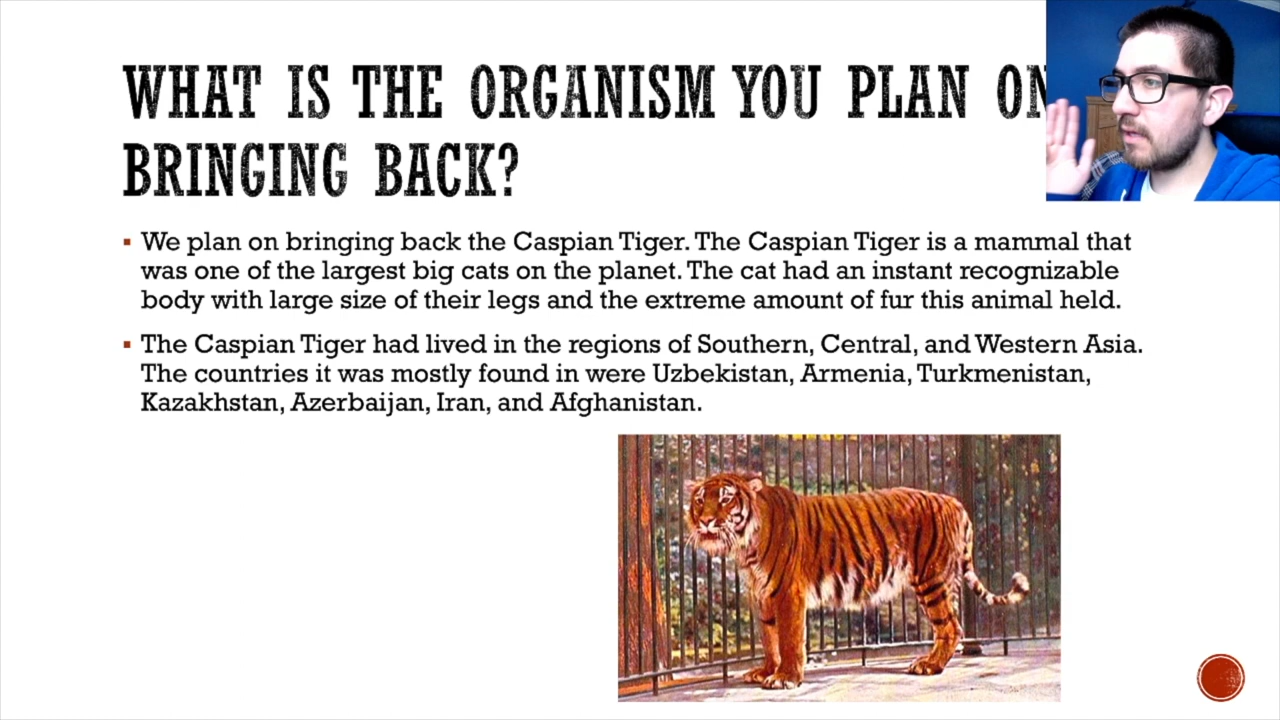 WHAT IS THE ORGANISM YOU PLAN ON
BRINGING BACK?
▪ We plan on bringing back the Caspian Tiger. The Caspian Tiger is a mammal that
was one of the largest big cats on the planet. The cat had an instant recognizable
body with large size of their legs and the extreme amount of fur this animal held.
▪ The Caspian Tiger had lived in the regions of Southern, Central, and Western Asia.
The countries it was mostly found in were Uzbekistan, Armenia, Turkmenistan,
Kazakhstan, Azerbaijan, Iran, and Afghanistan.